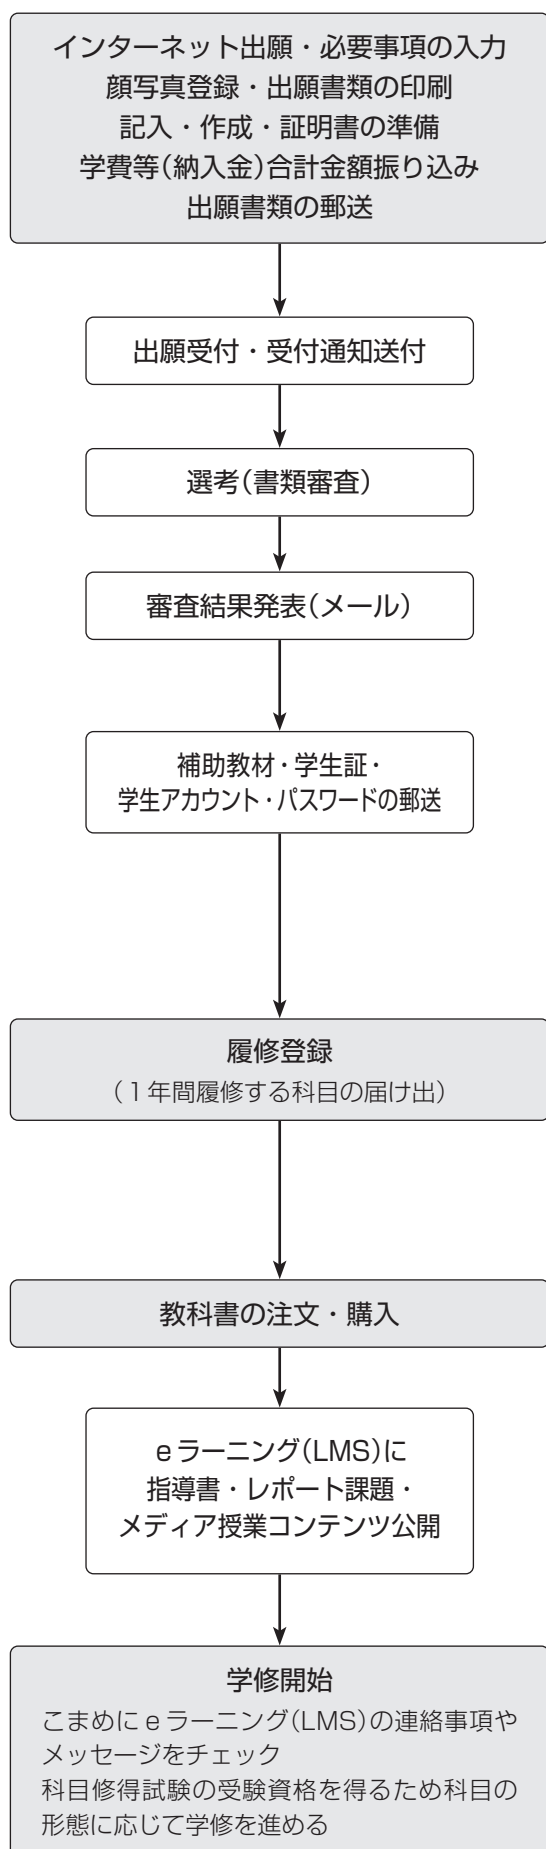 インターネット出願・必要事項の入力
顔写真登録・出願書類の印刷
記入・作成・証明書の準備
学費等(納入金)合計金額振り込み
出願書類の郵送
出願受付・受付通知送付
選考(書類審査)
審査結果発表(メール)
補助教材・学生証・
学生アカウント・パスワードの郵送
履修登録
(1年間履修する科目の届け出)
教科書の注文・購入
eラーニング(LMS)に
指導書・レポート課題・
メディア授業コンテンツ公開
学修開始
こまめにeラーニング(LMS)の連絡事項や
メッセージをチェック
科目修得試験の受験資格を得るため科目の
形態に応じて学修を進める